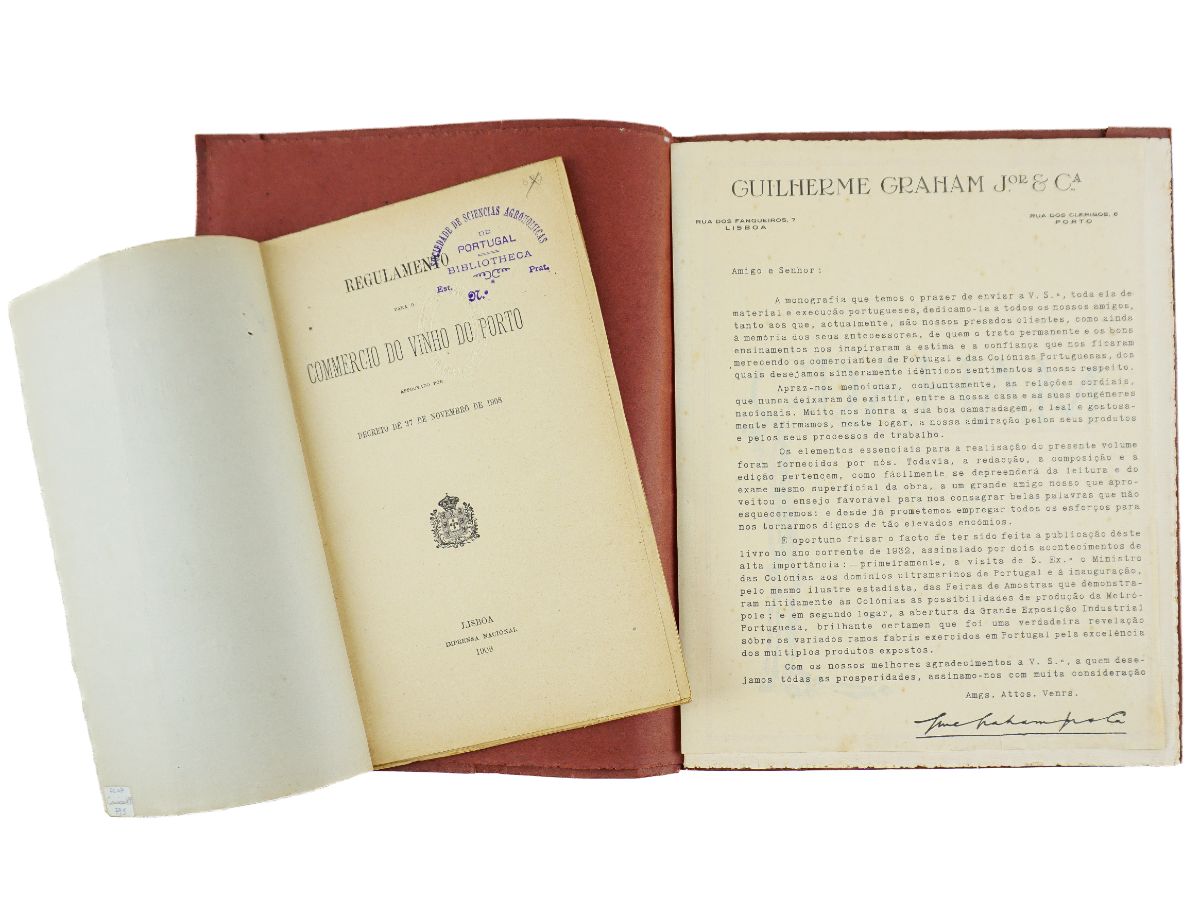 SOCIEDADE DE SCIENCIAS AGRONOMICAS
DE
PORTUGAL
BIBLIOTHECA
Est. Prat.
REGULAMENTO
PARA O
COMMERCIO DO VINHO DO PORTO
APPROVADO POR
DECRETO DE 27 DE NOVEMBRO DE 1908
LISBOA
IMPRENSA NACIONAL
1909
GUILHERME GRAHAM J.OR & C.A
RUA DOS FANQUEIROS, 7
LISBOA
RUA DOS CLERIGOS, 6
PORTO
Amigo e Senhor:
A monografia que temos o prazer de enviar a V. S.ª, toda ela de
material e execução portugueses, dedicamo-la a todos os nossos amigos,
tanto aos que, actualmente, são nossos presados clientes, como ainda
à memória dos seus antecessores, de quem o trato permanente e os bons
ensinamentos nos inspiraram a estima e a confiança que nos ficaram
merecendo os comerciantes de Portugal e das Colónias Portuguesas, dos
quais desejamos sinceramente idênticos sentimentos a nosso respeito.
Apraz-nos mencionar, conjuntamente, as relações cordiais,
que nunca deixaram de existir, entre a nossa casa e as suas congéneres
nacionais. Muito nos honra a sua boa camaradagem, e leal e gostosa-
mente afirmamos, neste logar, a nossa admiração pelos seus produtos
e pelos seus processos de trabalho.
Os elementos essenciais para a realisação do presente volume
foram fornecidos por nós. Todavia, a redacção, a composição e a
edição pertencem, como fàcilmente se depreenderá da leitura e do
exame mesmo superficial da obra, a um grande amigo nosso que apro-
veitou o ensejo favorável para nos consagrar belas palavras que não
esqueceremos: e desde já prometemos empregar todos os esforços para
nos tornarmos dignos de tão elevados encómios.
É oportuno frisar o facto de ter sido feita a publicação dêste
livro no ano corrente de 1932, assinalado por dois acontecimentos de
alta importância: primeiramente, a visita de S. Ex.ª o Ministro
das Colónias aos domínios ultramarinos de Portugal e a inauguração,
pelo mesmo ilustre estadista, das Feiras de Amostras que demonstra-
ram nitidamente às Colónias as possibilidades de produção da Metró-
pole; e em segundo logar, a abertura da Grande Exposição Industrial
Portuguesa, brilhante certamen que foi uma verdadeira revelação
sôbre os variados ramos fabris exercidos em Portugal pela excelência
dos múltiplos produtos expostos.
Com os nossos melhores agradecimentos a V. S.ª, a quem dese-
jamos tôdas as prosperidades, assinamo-nos com muita consideração
Amgs. Attos. Venrs.